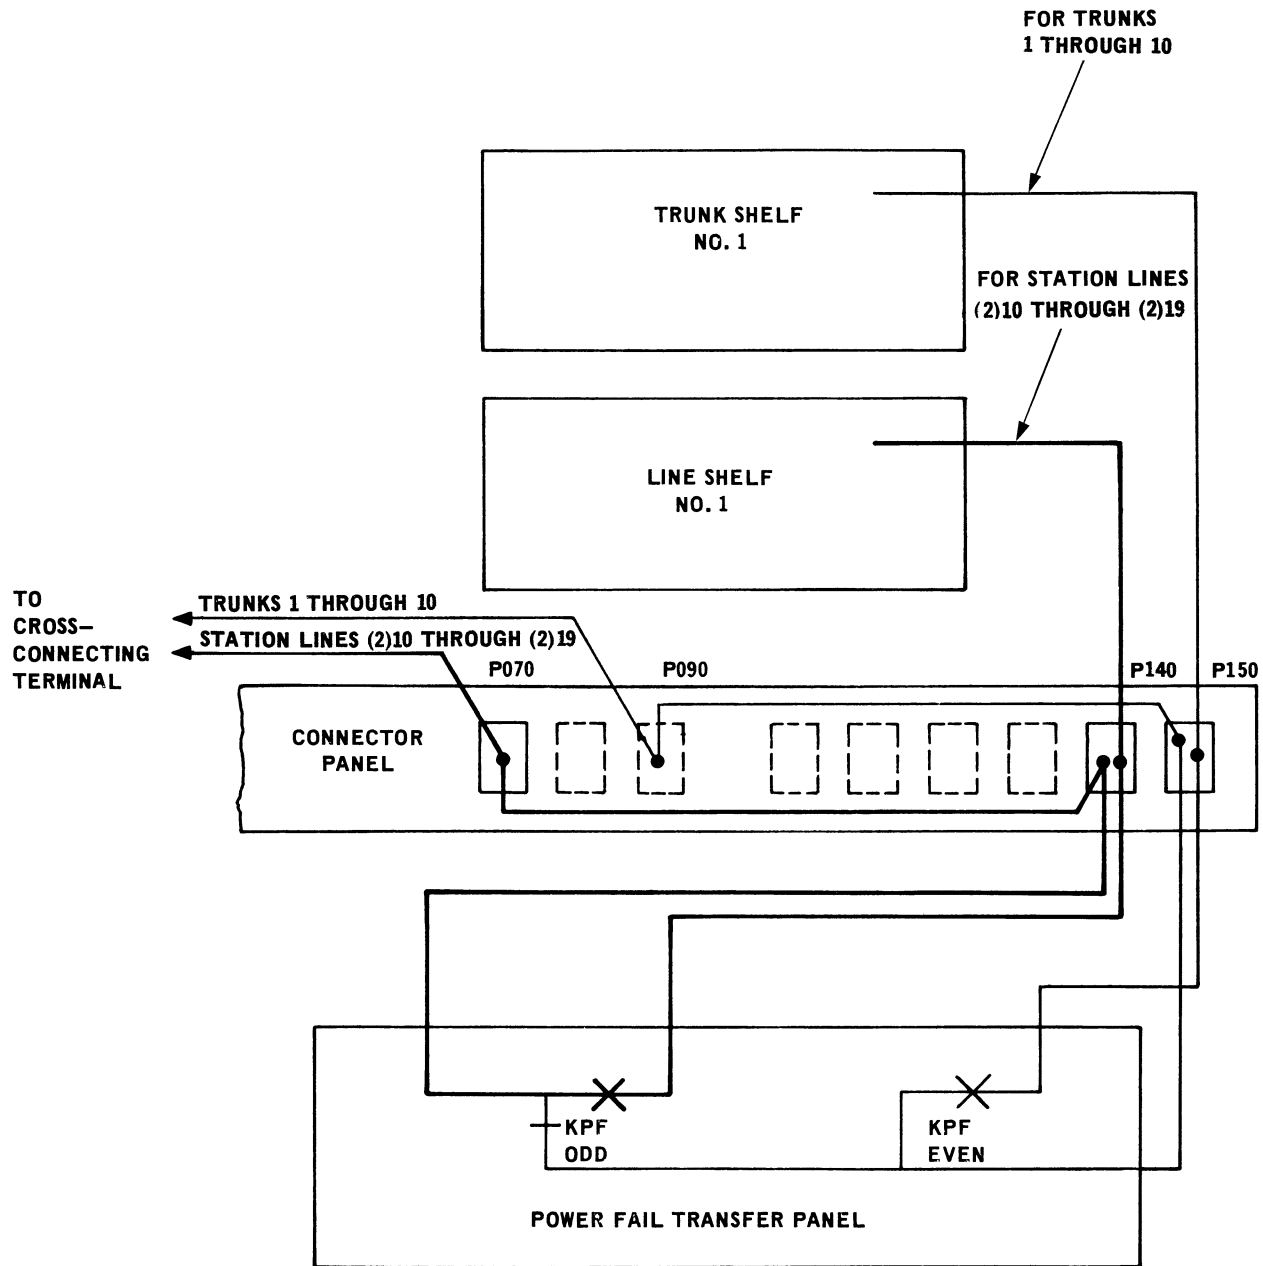 FOR TRUNKS
1 THROUGH 10
TRUNK SHELF
NO. 1
FOR STATION LINES
(2)10 THROUGH (2)19
LINE SHELF
NO. 1
TO
CROSS—
CONNECTING
TERMINAL
TRUNKS 1 THROUGH 10
STATION LINES (2)10 THROUGH (2)19
P070
P090
P140
P150
CONNECTOR
PANEL
KPF
ODD
KPF
EVEN
POWER FAIL TRANSFER PANEL